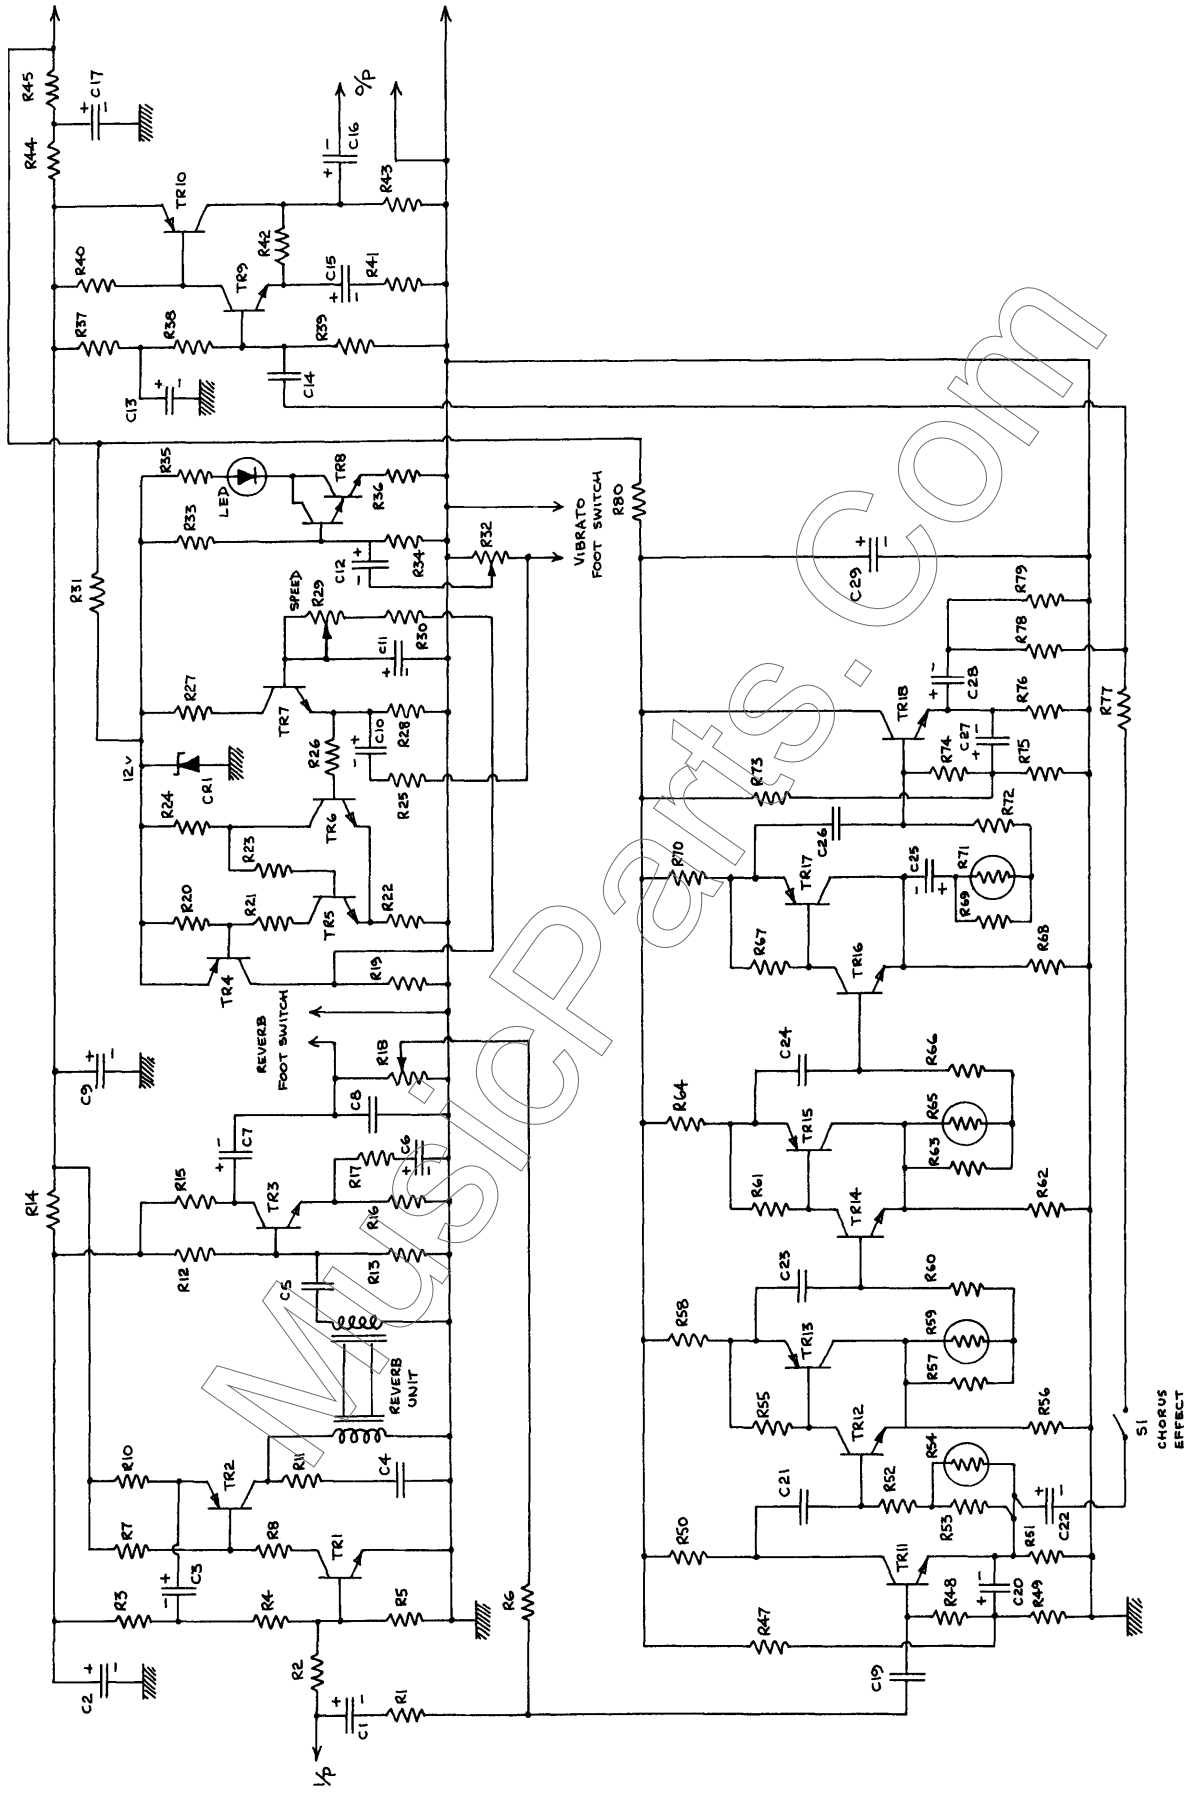 R45
C17
R44
O/P
C16
TR10
R43
R42
R40
TR9
C15
R41
R37
R38
R39
C13
C14
R35
LED
TR8
R36
R33
C12
R34
R32
R80
VIBRATO
FOOT SWITCH
R31
SPEED
R29
R30
C11
R27
TR7
C10
R28
R26
R25
12V
CR1
R24
R23
TR6
R20
R21
TR5
R22
TR4
R19
REVERB
FOOT SWITCH
R18
C9
C8
C7
R17
C6
R14
R15
TR3
R16
R12
C5
R13
REVERB
UNIT
R10
TR2
R11
C4
R7
R8
TR1
C3
R3
R4
R5
R6
C2
R2
C1
R1
I/P
C29
R79
R78
C28
R76
R77
TR18
R74
C27
R75
R73
R72
C26
R70
TR17
C25
R71
R69
R67
TR16
R68
C24
R66
R64
TR15
R65
R63
R61
TR14
R62
C23
R60
R58
TR13
R59
R57
R55
TR12
R56
R54
C21
R52
R53
C22
R50
TR11
R51
R48
C20
R49
R47
C19
S1
CHORUS
EFFECT
MusicParts.Com